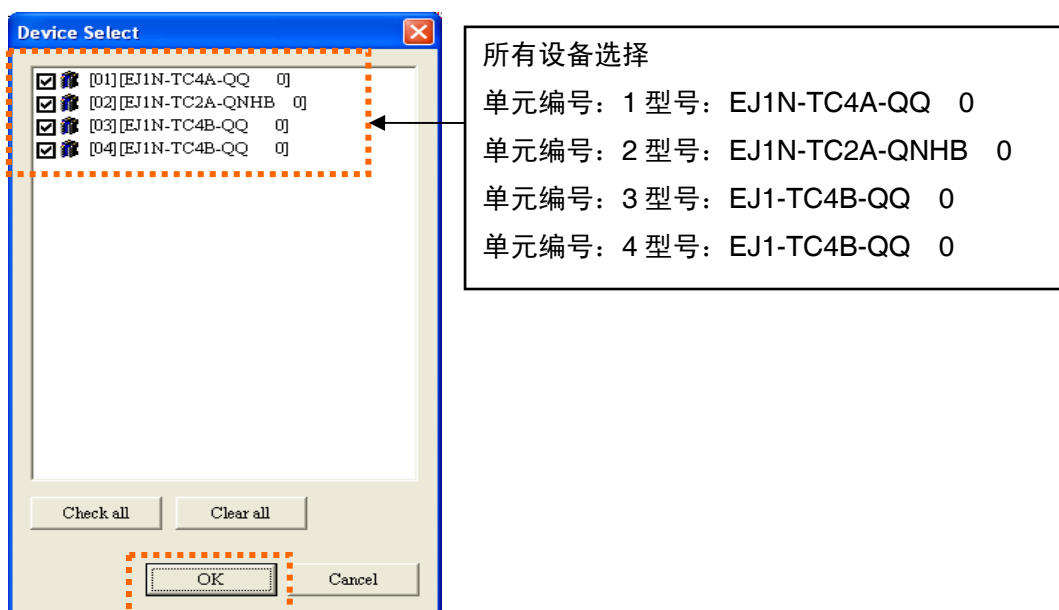 Device Select
[01][EJ1N-TC4A-QQ 0]
[02][EJ1N-TC2A-QNHB 0]
[03][EJ1N-TC4B-QQ 0]
[04][EJ1N-TC4B-QQ 0]
Check all Clear all
OK Cancel
所有设备选择
单元编号：1 型号：EJ1N-TC4A-QQ 0
单元编号：2 型号：EJ1N-TC2A-QNHB 0
单元编号：3 型号：EJ1-TC4B-QQ 0
单元编号：4 型号：EJ1-TC4B-QQ 0